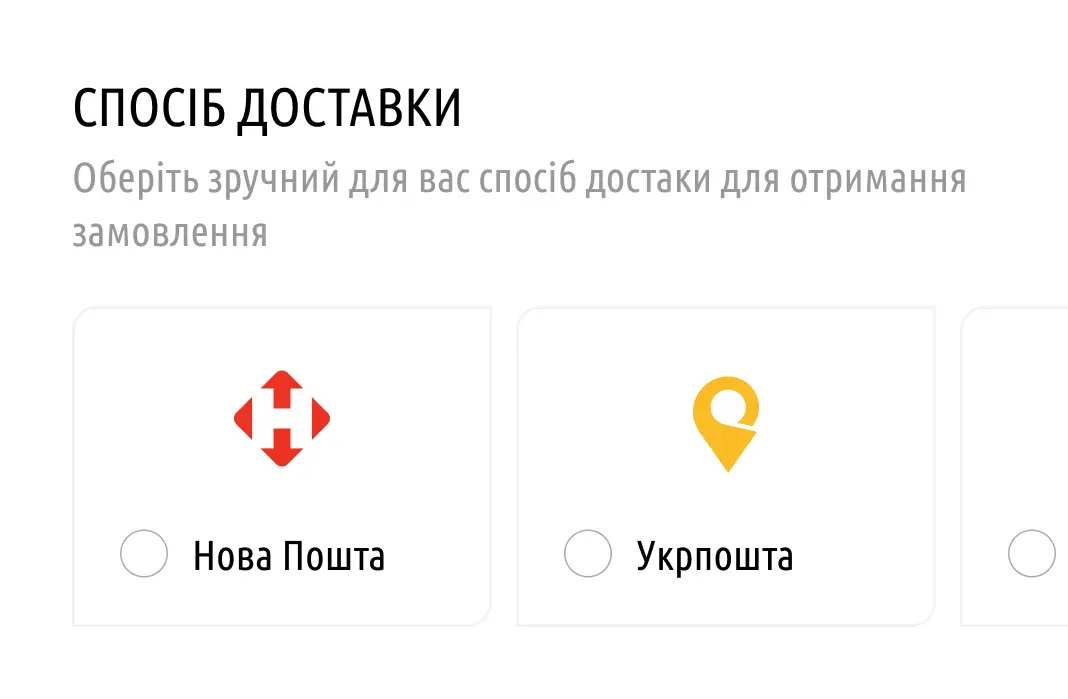 СПОСІБ ДОСТАВКИ
Оберіть зручний для вас спосіб достаки для отримання
замовлення
Нова Пошта
Укрпошта